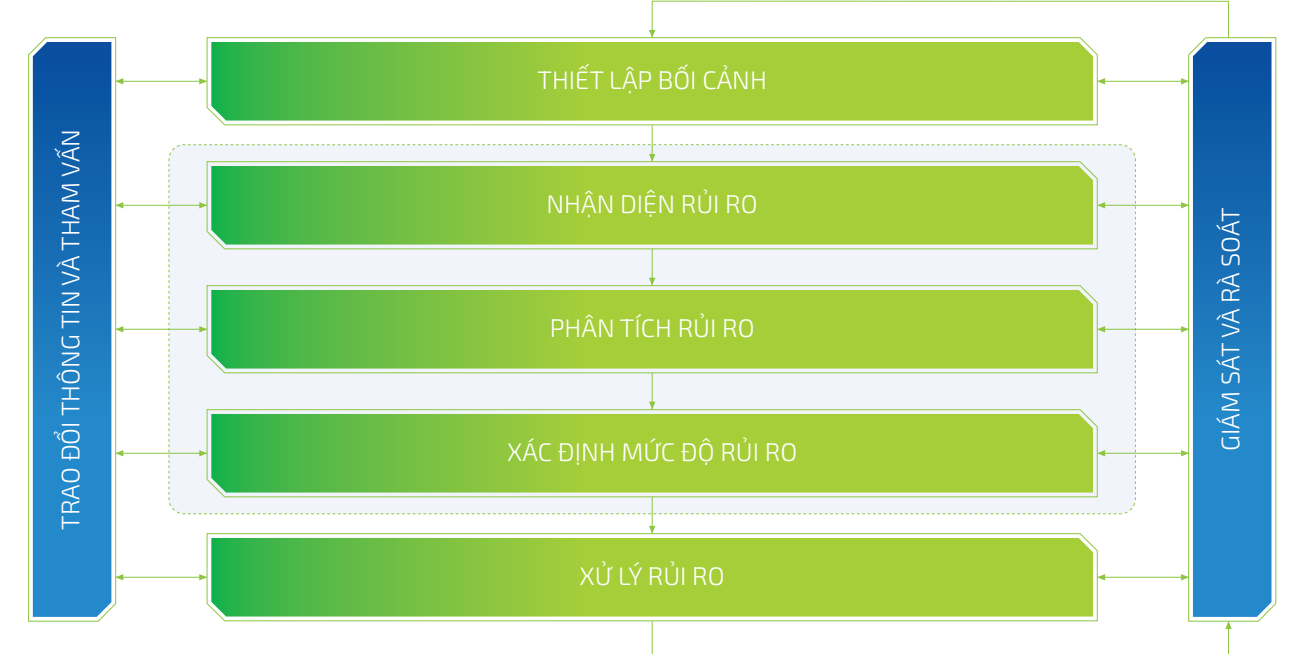 THIẾT LẬP BỐI CẢNH
NHẬN DIỆN RỦI RO
PHÂN TÍCH RỦI RO
XÁC ĐỊNH MỨC ĐỘ RỦI RO
XỬ LÝ RỦI RO
TRAO ĐỔI THÔNG TIN VÀ THAM VẤN
GIÁM SÁT VÀ RÀ SOÁT